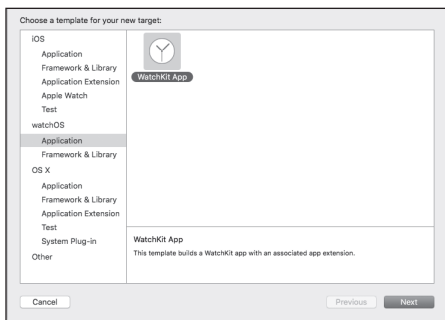 Choose a template for your new target:
iOS
Application
Framework & Library
Application Extension
Apple Watch
Test
watchOS
Application
Framework & Library
OS X
Application
Framework & Library
Application Extension
Test
System Plug-in
Other
WatchKit App
WatchKit App
This template builds a WatchKit app with an associated app extension.
Cancel
Previous
Next